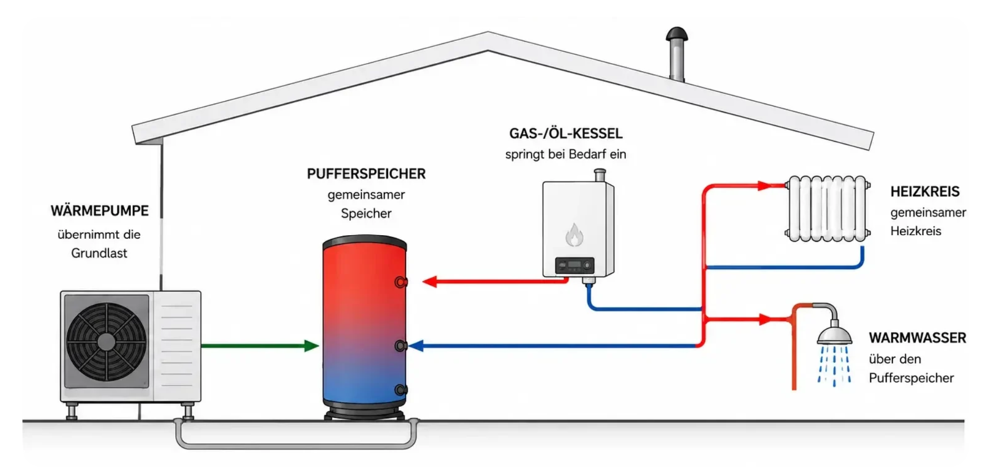 WÄRMEPUMPE
übernimmt die
Grundlast
PUFFERSPEICHER
gemeinsamer
Speicher
GAS-/ÖL-KESSEL
springt bei Bedarf ein
HEIZKREIS
gemeinsamer
Heizkreis
WARMWASSER
über den
Pufferspeicher